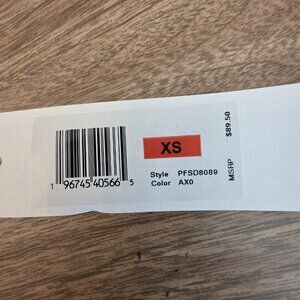 XS
1 96745 40566 5
Style PFSD8089
Color AX0
MSRP $89.50